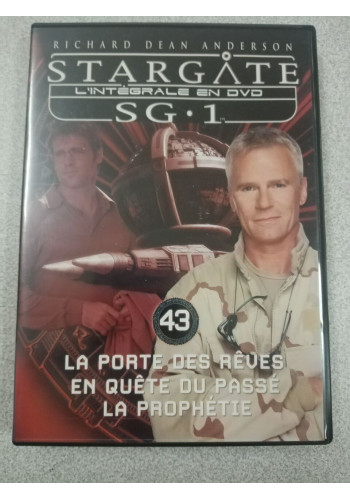 RICHARD DEAN ANDERSON
STARGATE
L'INTÉGRALE EN DVD
SG·1
43
LA PORTE DES RÊVES
EN QUÊTE DU PASSÉ
LA PROPHÉTIE